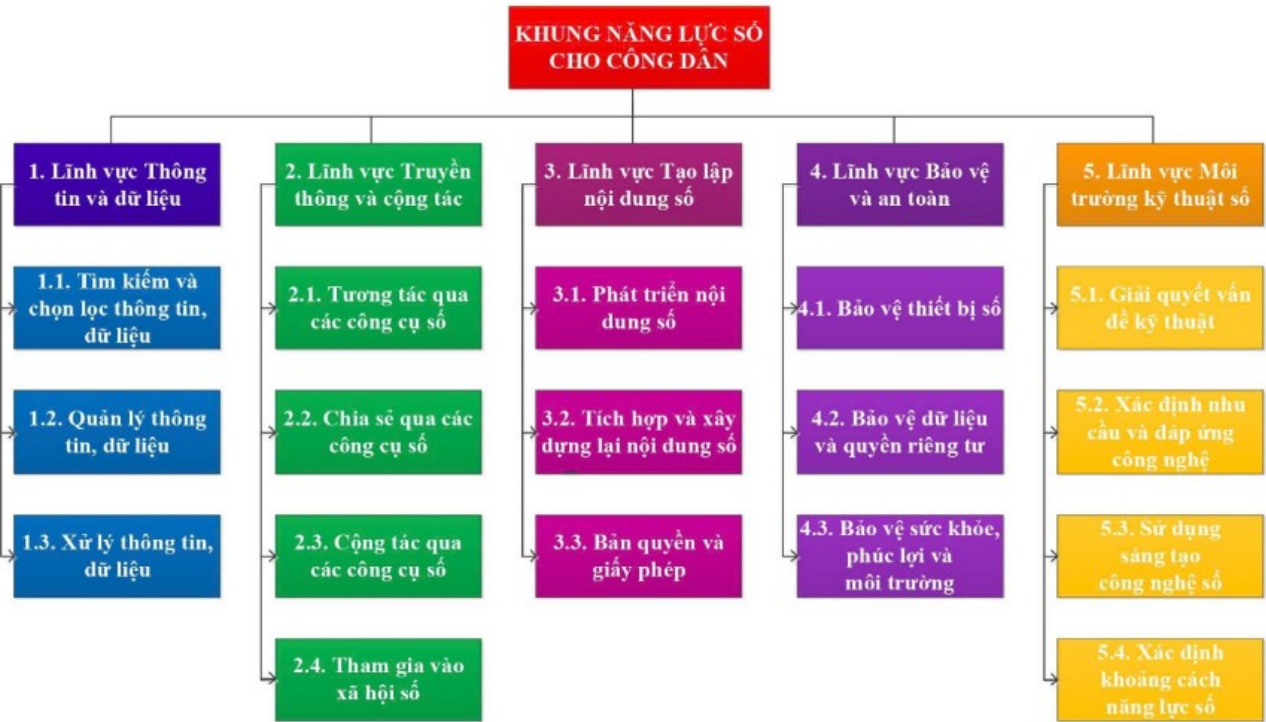 KHUNG NĂNG LỰC SỐ
CHO CÔNG DÂN
1. Lĩnh vực Thông
tin và dữ liệu
1.1. Tìm kiếm và
chọn lọc thông tin,
dữ liệu
1.2. Quản lý thông
tin, dữ liệu
1.3. Xử lý thông tin,
dữ liệu
2. Lĩnh vực Truyền
thông và cộng tác
2.1. Tương tác qua
các công cụ số
2.2. Chia sẻ qua các
công cụ số
2.3. Cộng tác qua
các công cụ số
2.4. Tham gia vào
xã hội số
3. Lĩnh vực Tạo lập
nội dung số
3.1. Phát triển nội
dung số
3.2. Tích hợp và xây
dựng lại nội dung số
3.3. Bản quyền và
giấy phép
4. Lĩnh vực Bảo vệ
và an toàn
4.1. Bảo vệ thiết bị số
4.2. Bảo vệ dữ liệu
và quyền riêng tư
4.3. Bảo vệ sức khỏe,
phúc lợi và
môi trường
5. Lĩnh vực Môi
trường kỹ thuật số
5.1. Giải quyết vấn
đề kỹ thuật
5.2. Xác định nhu
cầu và đáp ứng
công nghệ
5.3. Sử dụng
sáng tạo
công nghệ số
5.4. Xác định
khoảng cách
năng lực số